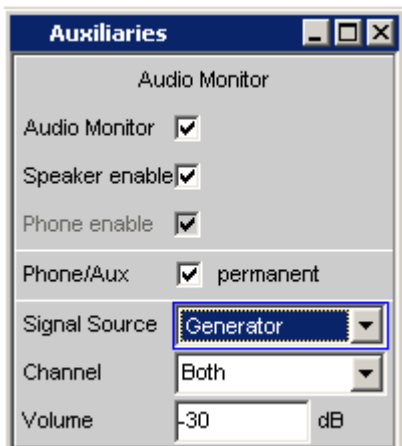 Auxiliaries
Audio Monitor
Audio Monitor
Speaker enable
Phone enable
Phone/Aux permanent
Signal Source Generator
Channel Both
Volume -30 dB